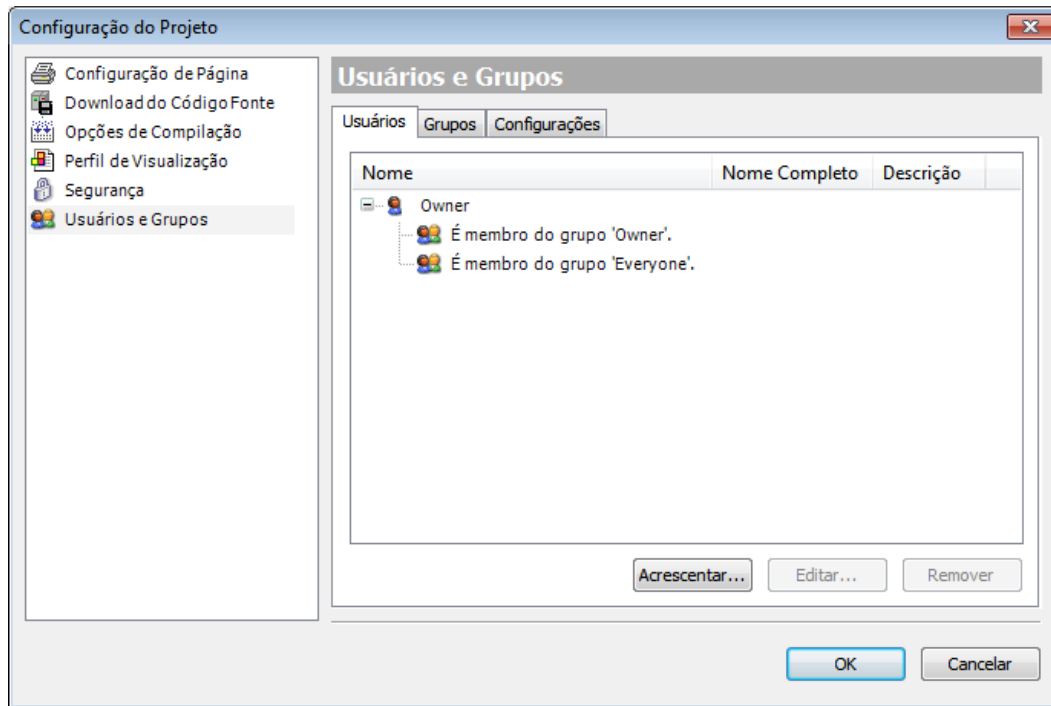 Configuração do Projeto
Configuração de Página
Download do Código Fonte
Opções de Compilação
Perfil de Visualização
Segurança
Usuários e Grupos
Usuários e Grupos
Usuários Grupos Configurações
Nome Nome Completo Descrição
Owner
É membro do grupo 'Owner'.
É membro do grupo 'Everyone'.
Acrescentar... Editar... Remover
OK Cancelar